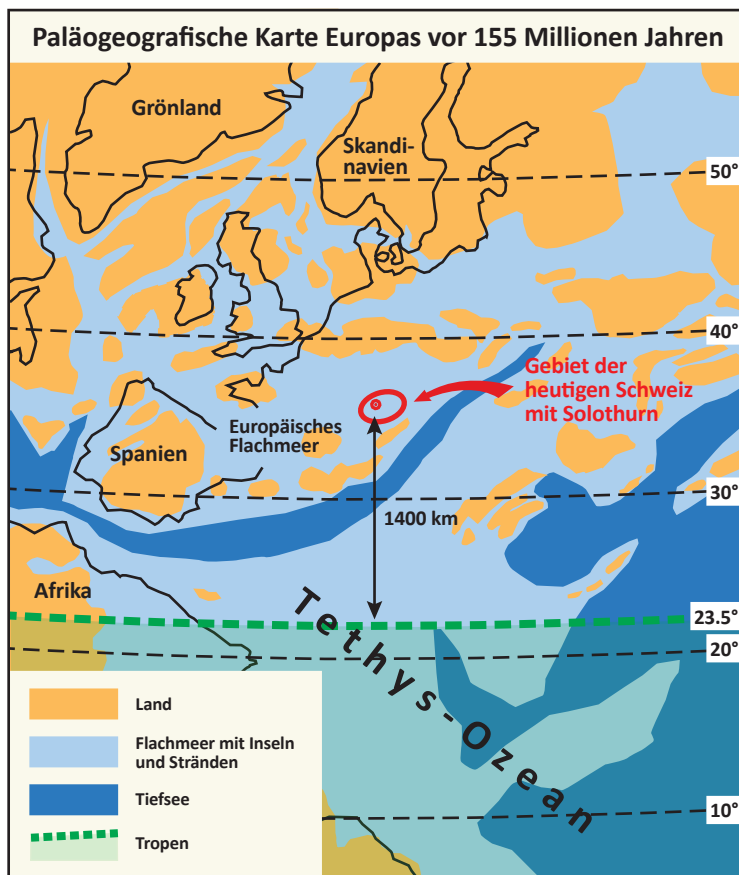 Paläogeografische Karte Europas vor 155 Millionen Jahren
Grönland
Skandi-
navien
50°
40°
Gebiet der
heutigen Schweiz
mit Solothurn
Europäisches
Flachmeer
Spanien
30°
1400 km
Afrika
23.5°
20°
Tethys-Ozean
10°
Land
Flachmeer mit Inseln
und Stränden
Tiefsee
Tropen